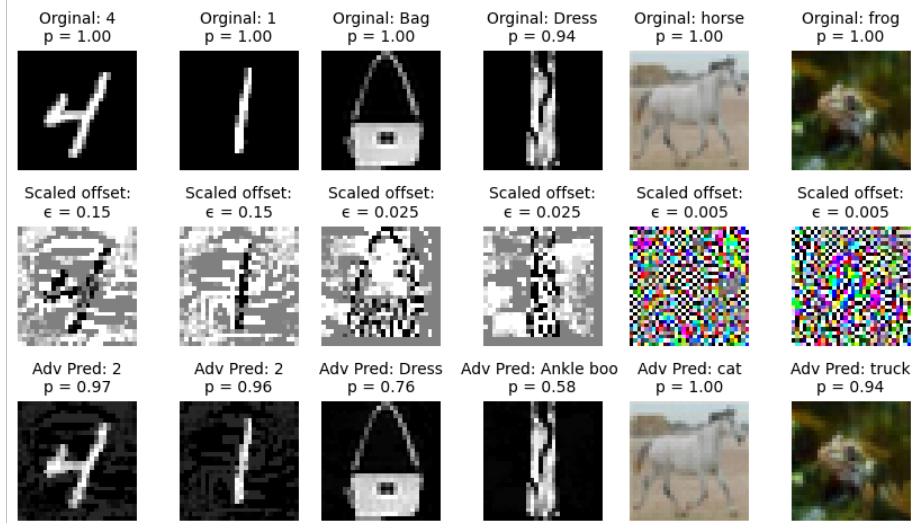 Orginal: 4
p = 1.00
Orginal: 1
p = 1.00
Orginal: Bag
p = 1.00
Orginal: Dress
p = 0.94
Orginal: horse
p = 1.00
Orginal: frog
p = 1.00
Scaled offset:
ϵ = 0.15
Scaled offset:
ϵ = 0.15
Scaled offset:
ϵ = 0.025
Scaled offset:
ϵ = 0.025
Scaled offset:
ϵ = 0.005
Scaled offset:
ϵ = 0.005
Adv Pred: 2
p = 0.97
Adv Pred: 2
p = 0.96
Adv Pred: Dress
p = 0.76
Adv Pred: Ankle boo
p = 0.58
Adv Pred: cat
p = 1.00
Adv Pred: truck
p = 0.94